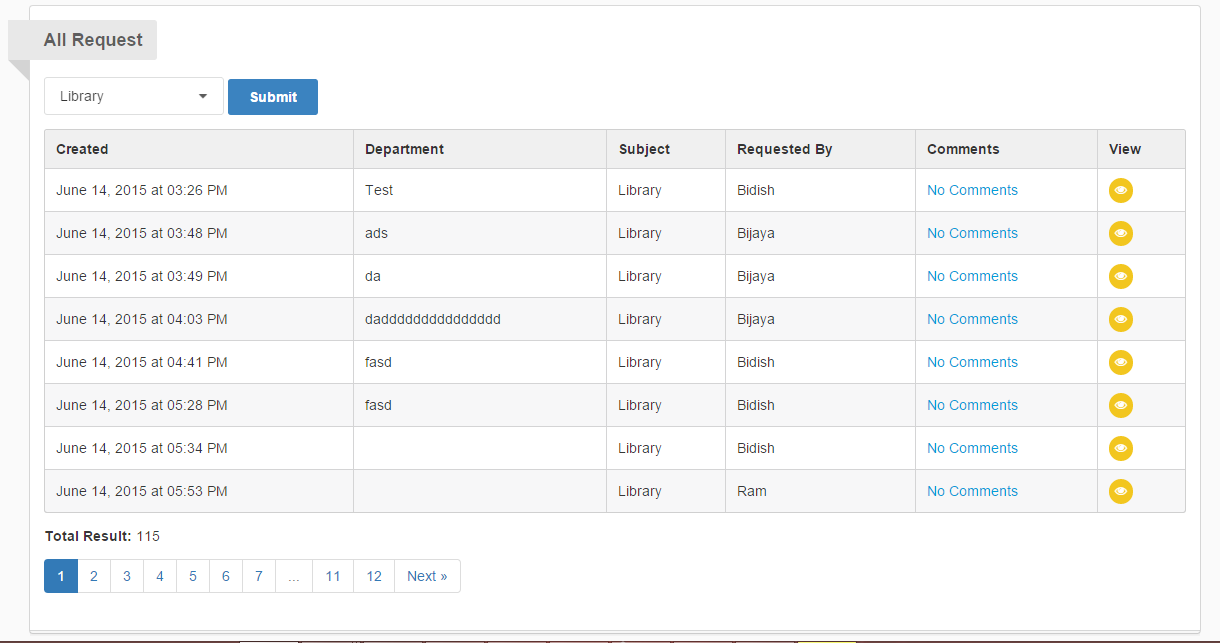 All Request
Library
Submit
Created Department Subject Requested By Comments View
June 14, 2015 at 03:26 PM Test Library Bidish No Comments
June 14, 2015 at 03:48 PM ads Library Bijaya No Comments
June 14, 2015 at 03:49 PM da Library Bijaya No Comments
June 14, 2015 at 04:03 PM daddddddddddddddd Library Bijaya No Comments
June 14, 2015 at 04:41 PM fasd Library Bidish No Comments
June 14, 2015 at 05:28 PM fasd Library Bidish No Comments
June 14, 2015 at 05:34 PM Library Bidish No Comments
June 14, 2015 at 05:53 PM Library Ram No Comments
Total Result: 115
1 2 3 4 5 6 7 ... 11 12 Next »